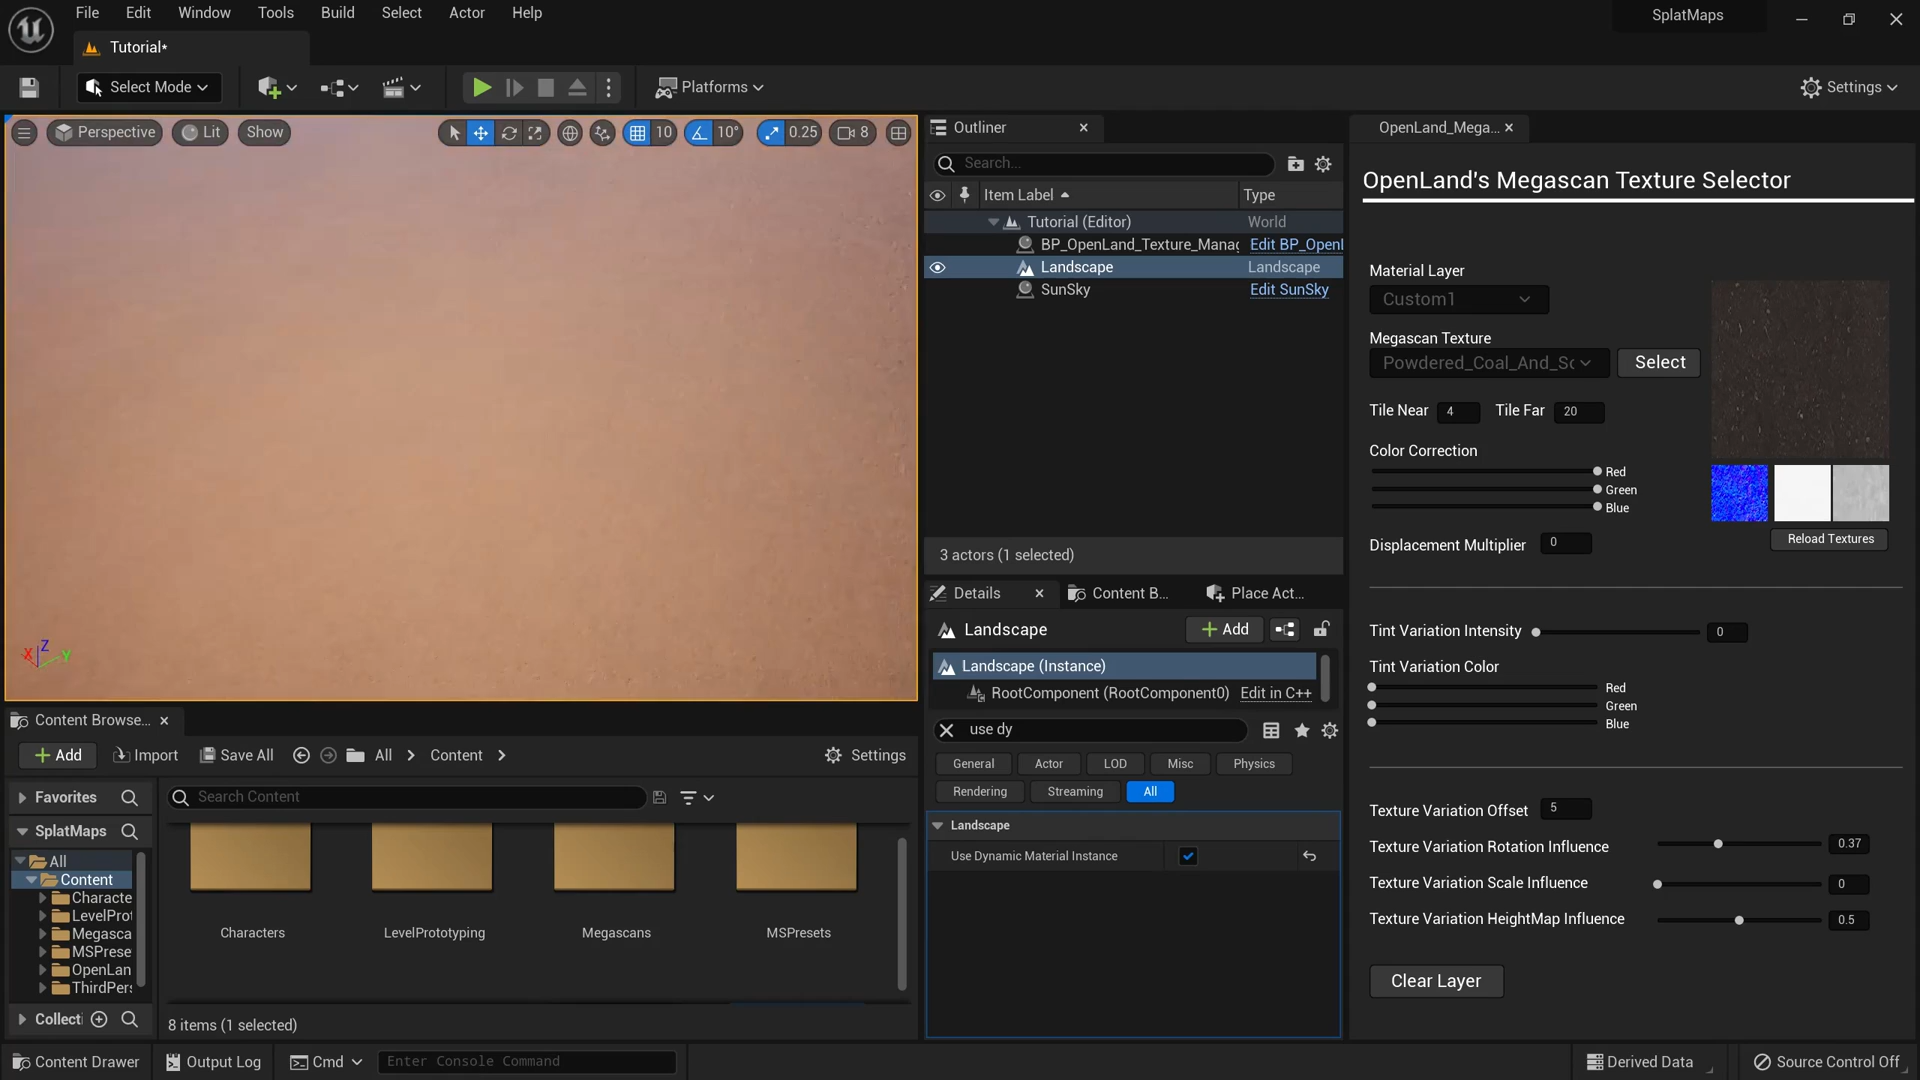 File Edit Window Tools Build Select Actor Help
SplatMaps
Tutorial*
Select Mode
Platforms
Settings
Perspective Lit Show
10 10° 0.25 8
X Z Y
Outliner
Search...
Item Label Type
Tutorial (Editor) World
BP_OpenLand_Texture_Manag Edit BP_Openl
Landscape Landscape
SunSky Edit SunSky
3 actors (1 selected)
Details Content B... Place Act...
Landscape Add
Landscape (Instance)
RootComponent (RootComponent0) Edit in C++
use dy
General Actor LOD Misc Physics
Rendering Streaming All
Landscape
Use Dynamic Material Instance
OpenLand_Mega...
OpenLand's Megascan Texture Selector
Material Layer
Custom1
Megascan Texture
Powdered_Coal_And_Sc Select
Tile Near 4 Tile Far 20
Color Correction
Red
Green
Blue
Displacement Multiplier 0
Reload Textures
Tint Variation Intensity 0
Tint Variation Color
Red
Green
Blue
Texture Variation Offset 5
Texture Variation Rotation Influence 0.37
Texture Variation Scale Influence 0
Texture Variation HeightMap Influence 0.5
Clear Layer
Content Browse...
Add Import Save All All Content Settings
Favorites
SplatMaps
All
Content
Characte
LevelProt
Megasca
MSPrese
OpenLan
ThirdPers
Collecti
Search Content
Characters LevelPrototyping Megascans MSPresets
8 items (1 selected)
Content Drawer Output Log Cmd Enter Console Command
Derived Data Source Control Off